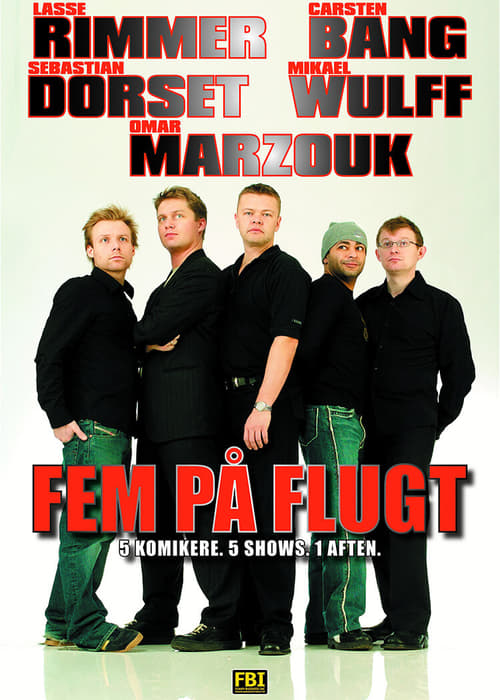 LASSE CARSTEN
RIMMER BANG
SEBASTIAN MIKAEL
DORSET WULFF
OMAR
MARZOUK
FEM PÅ FLUGT
5 KOMIKERE. 5 SHOWS. 1 AFTEN.
FBI